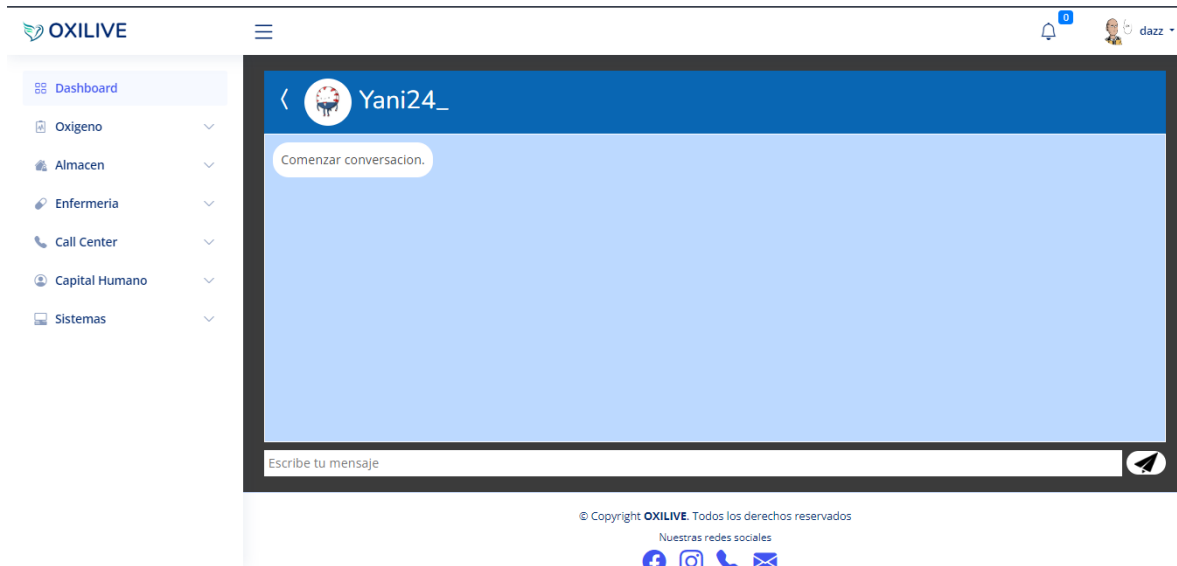 OXILIVE
0
dazz
Dashboard
Oxigeno
Almacen
Enfermeria
Call Center
Capital Humano
Sistemas
Yani24_
Comenzar conversacion.
Escribe tu mensaje
© Copyright OXILIVE. Todos los derechos reservados
Nuestras redes sociales